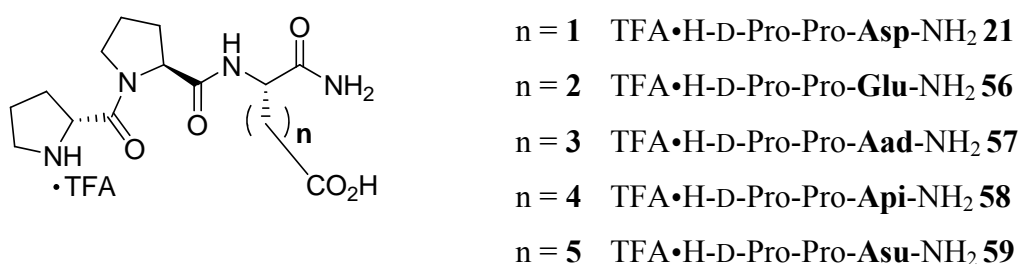 n = 1 TFA•H-D-Pro-Pro-Asp-NH₂ 21
n = 2 TFA•H-D-Pro-Pro-Glu-NH₂ 56
n = 3 TFA•H-D-Pro-Pro-Aad-NH₂ 57
n = 4 TFA•H-D-Pro-Pro-Api-NH₂ 58
n = 5 TFA•H-D-Pro-Pro-Asu-NH₂ 59
O
H
N
N
NH₂
O
O
n
NH
•TFA
CO₂H